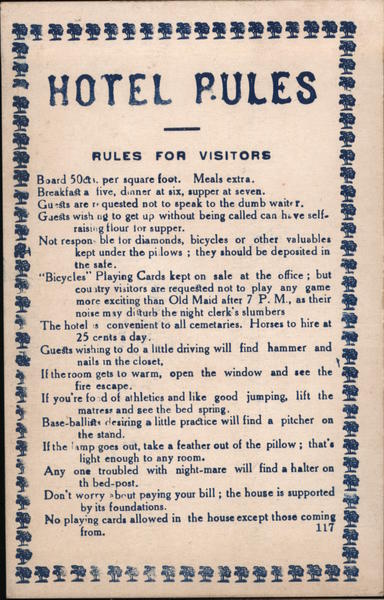 HOTEL RULES
RULES FOR VISITORS
Board 50cts. per square foot. Meals extra.
Breakfast a five, dinner at six, supper at seven.
Guests are requested not to speak to the dumb waiter.
Guests wishing to get up without being called can have self-
raising flour for supper.
Not responsible for diamonds, bicycles or other valuables
kept under the pillows ; they should be deposited in
the safe.
"Bicycles" Playing Cards kept on sale at the office ; but
country visitors are requested not to play any game
more exciting than Old Maid after 7 P. M., as their
noise may disturb the night clerk's slumbers
The hotel is convenient to all cemetaries. Horses to hire at
25 cents a day.
Guests wishing to do a little driving will find hammer and
nails in the closet,
If the room gets to warm, open the window and see the
fire escape.
If you're fond of athletics and like good jumping, lift the
matress and see the bed spring.
Base-ballists desiring a little practice will find a pitcher on
the stand.
If the lamp goes out, take a feather out of the pillow ; that's
light enough to any room.
Any one troubled with night-mare will find a halter on
th bed-post.
Don't worry about paying your bill ; the house is supported
by its foundations.
No playing cards allowed in the house except those coming
from. 117